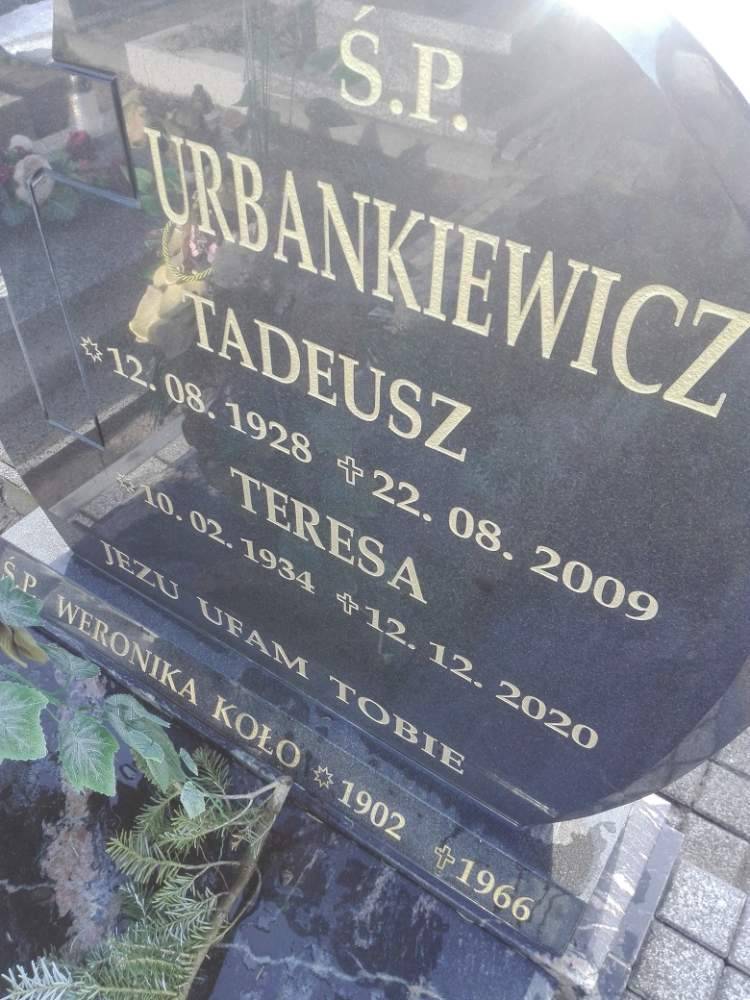 Ś.P.
URBANKIEWICZ
TADEUSZ
12. 08. 1928 22. 08. 2009
TERESA
10. 02. 1934 12. 12. 2020
JEZU UFAM TOBIE
Ś.P. WERONIKA KOŁO 1902 1966